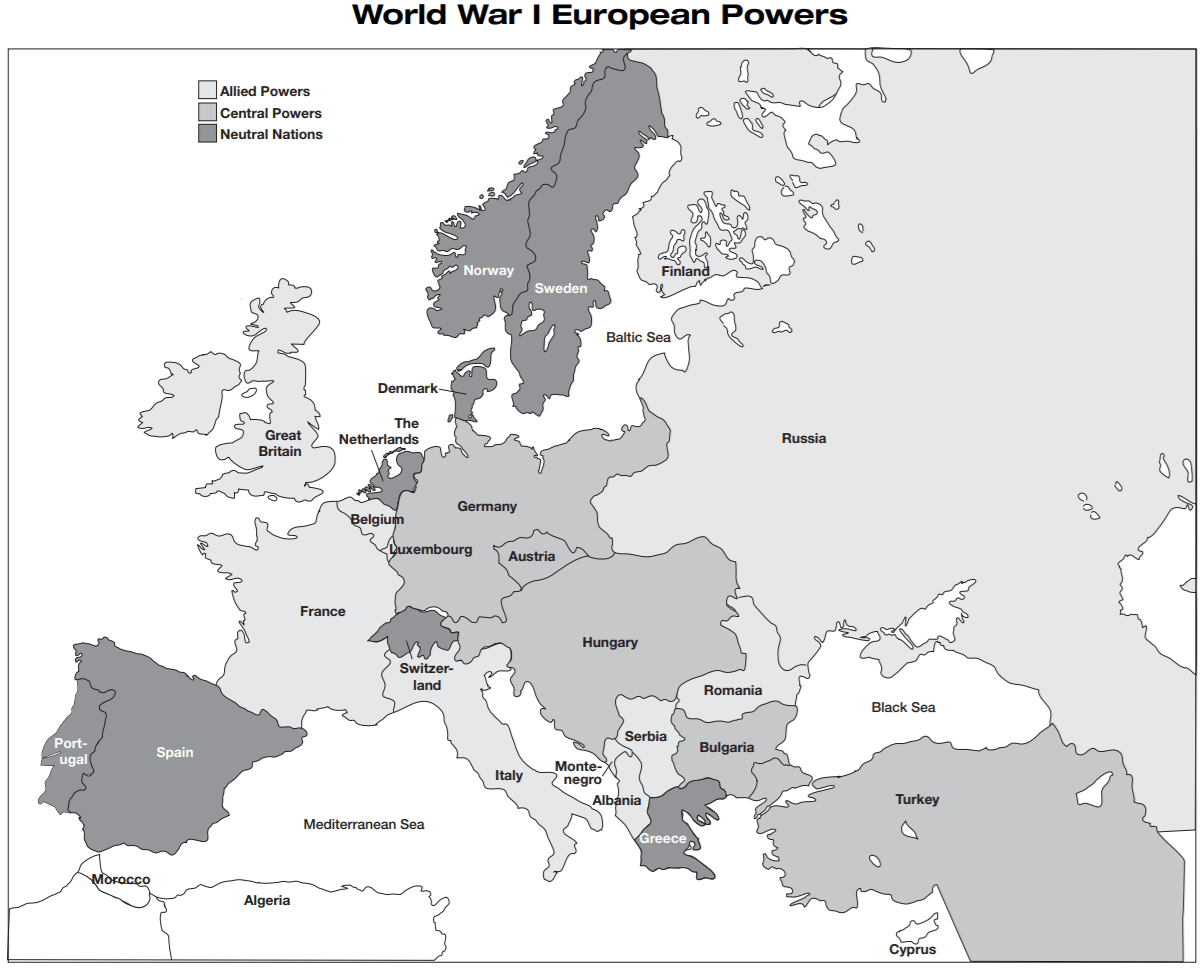 World War I European Powers
Allied Powers
Central Powers
Neutral Nations
Norway
Sweden
Finland
Baltic Sea
Denmark
The
Netherlands
Great
Britain
Russia
Belgium
Germany
Luxembourg
Austria
France
Hungary
Switzer-
land
Romania
Black Sea
Port-
ugal
Spain
Serbia
Bulgaria
Monte-
negro
Italy
Albania
Turkey
Mediterranean Sea
Greece
Morocco
Algeria
Cyprus